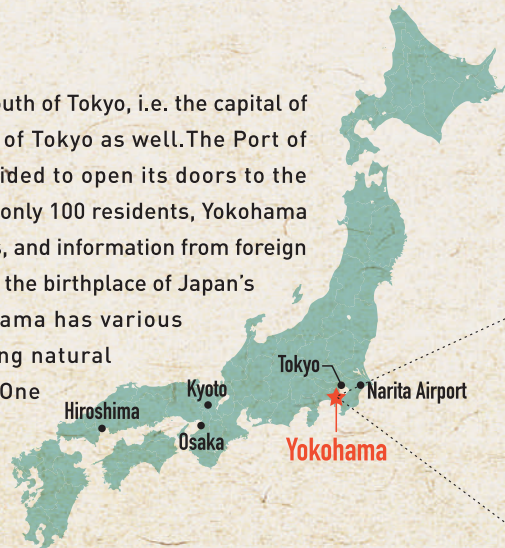 outh of Tokyo, i.e. the capital of
of Tokyo as well.The Port of
ided to open its doors to the
only 100 residents, Yokohama
s, and information from foreign
the birthplace of Japan's
ama has various
ng natural
One
Tokyo
Narita Airport
Kyoto
Hiroshima
Osaka
Yokohama